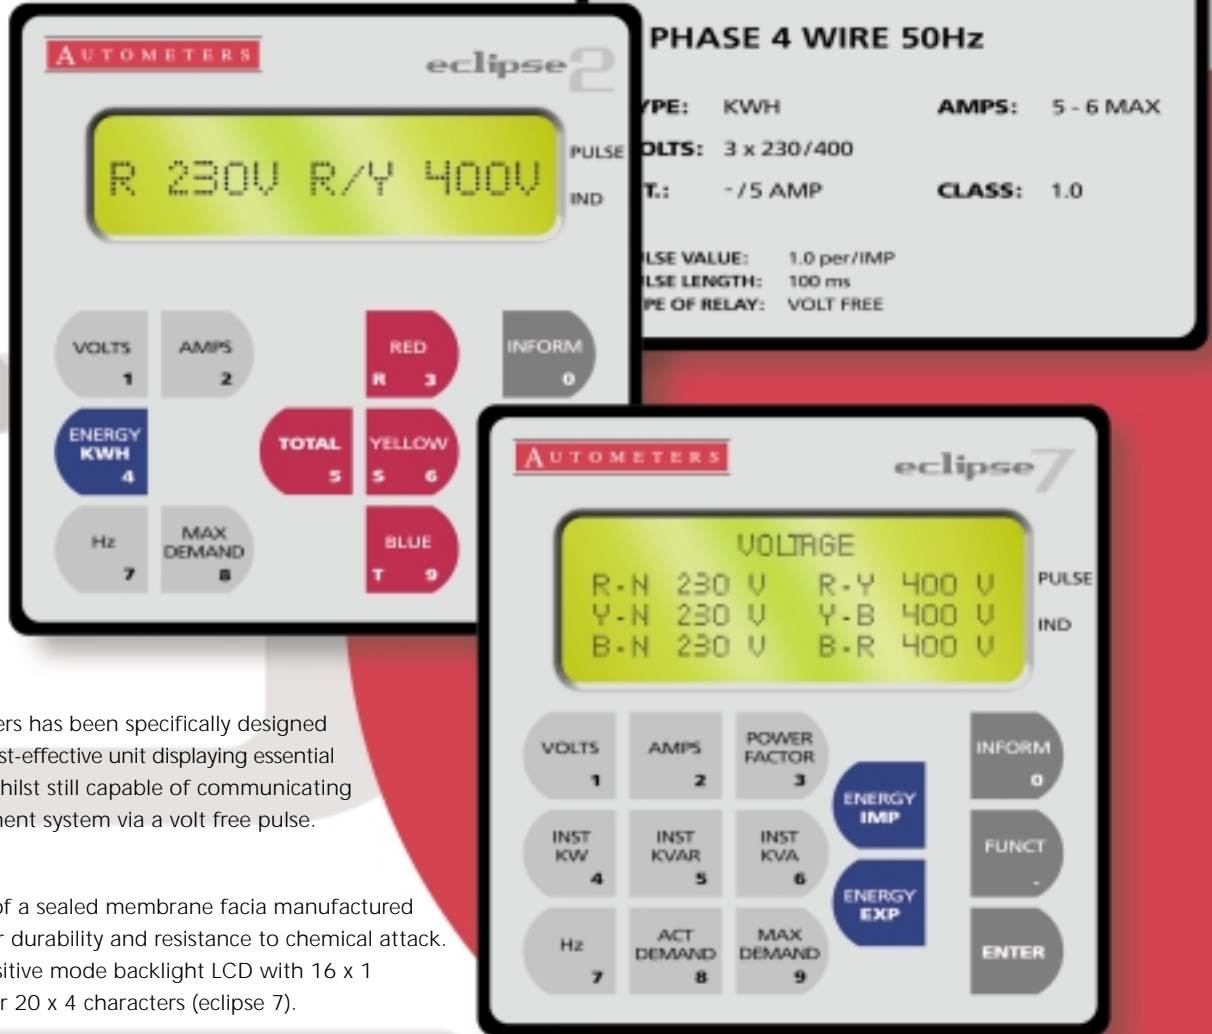 AUTOMETERS
eclipse2
R 230V R/Y 400V
PULSE
IND
VOLTS 1
AMPS 2
RED R 3
INFORM 0
ENERGY KWH 4
TOTAL 5
YELLOW S 6
Hz 7
MAX DEMAND 8
BLUE T 9
PHASE 4 WIRE 50Hz
YPE: KWH AMPS: 5 - 6 MAX
OLTS: 3 x 230/400
T.: -/5 AMP CLASS: 1.0
LSE VALUE: 1.0 per/IMP
LSE LENGTH: 100 ms
PE OF RELAY: VOLT FREE
AUTOMETERS
eclipse7
VOLTAGE
R-N 230 V R-Y 400 V
Y-N 230 V Y-B 400 V
B-N 230 V B-R 400 V
PULSE
IND
VOLTS 1
AMPS 2
POWER FACTOR 3
INFORM 0
ENERGY IMP
INST KW 4
INST KVAR 5
INST KVA 6
FUNCT .
ENERGY EXP
Hz 7
ACT DEMAND 8
MAX DEMAND 9
ENTER
ers has been specifically designed
st-effective unit displaying essential
hilst still capable of communicating
ment system via a volt free pulse.
of a sealed membrane facia manufactured
r durability and resistance to chemical attack.
sitive mode backlight LCD with 16 x 1
r 20 x 4 characters (eclipse 7).